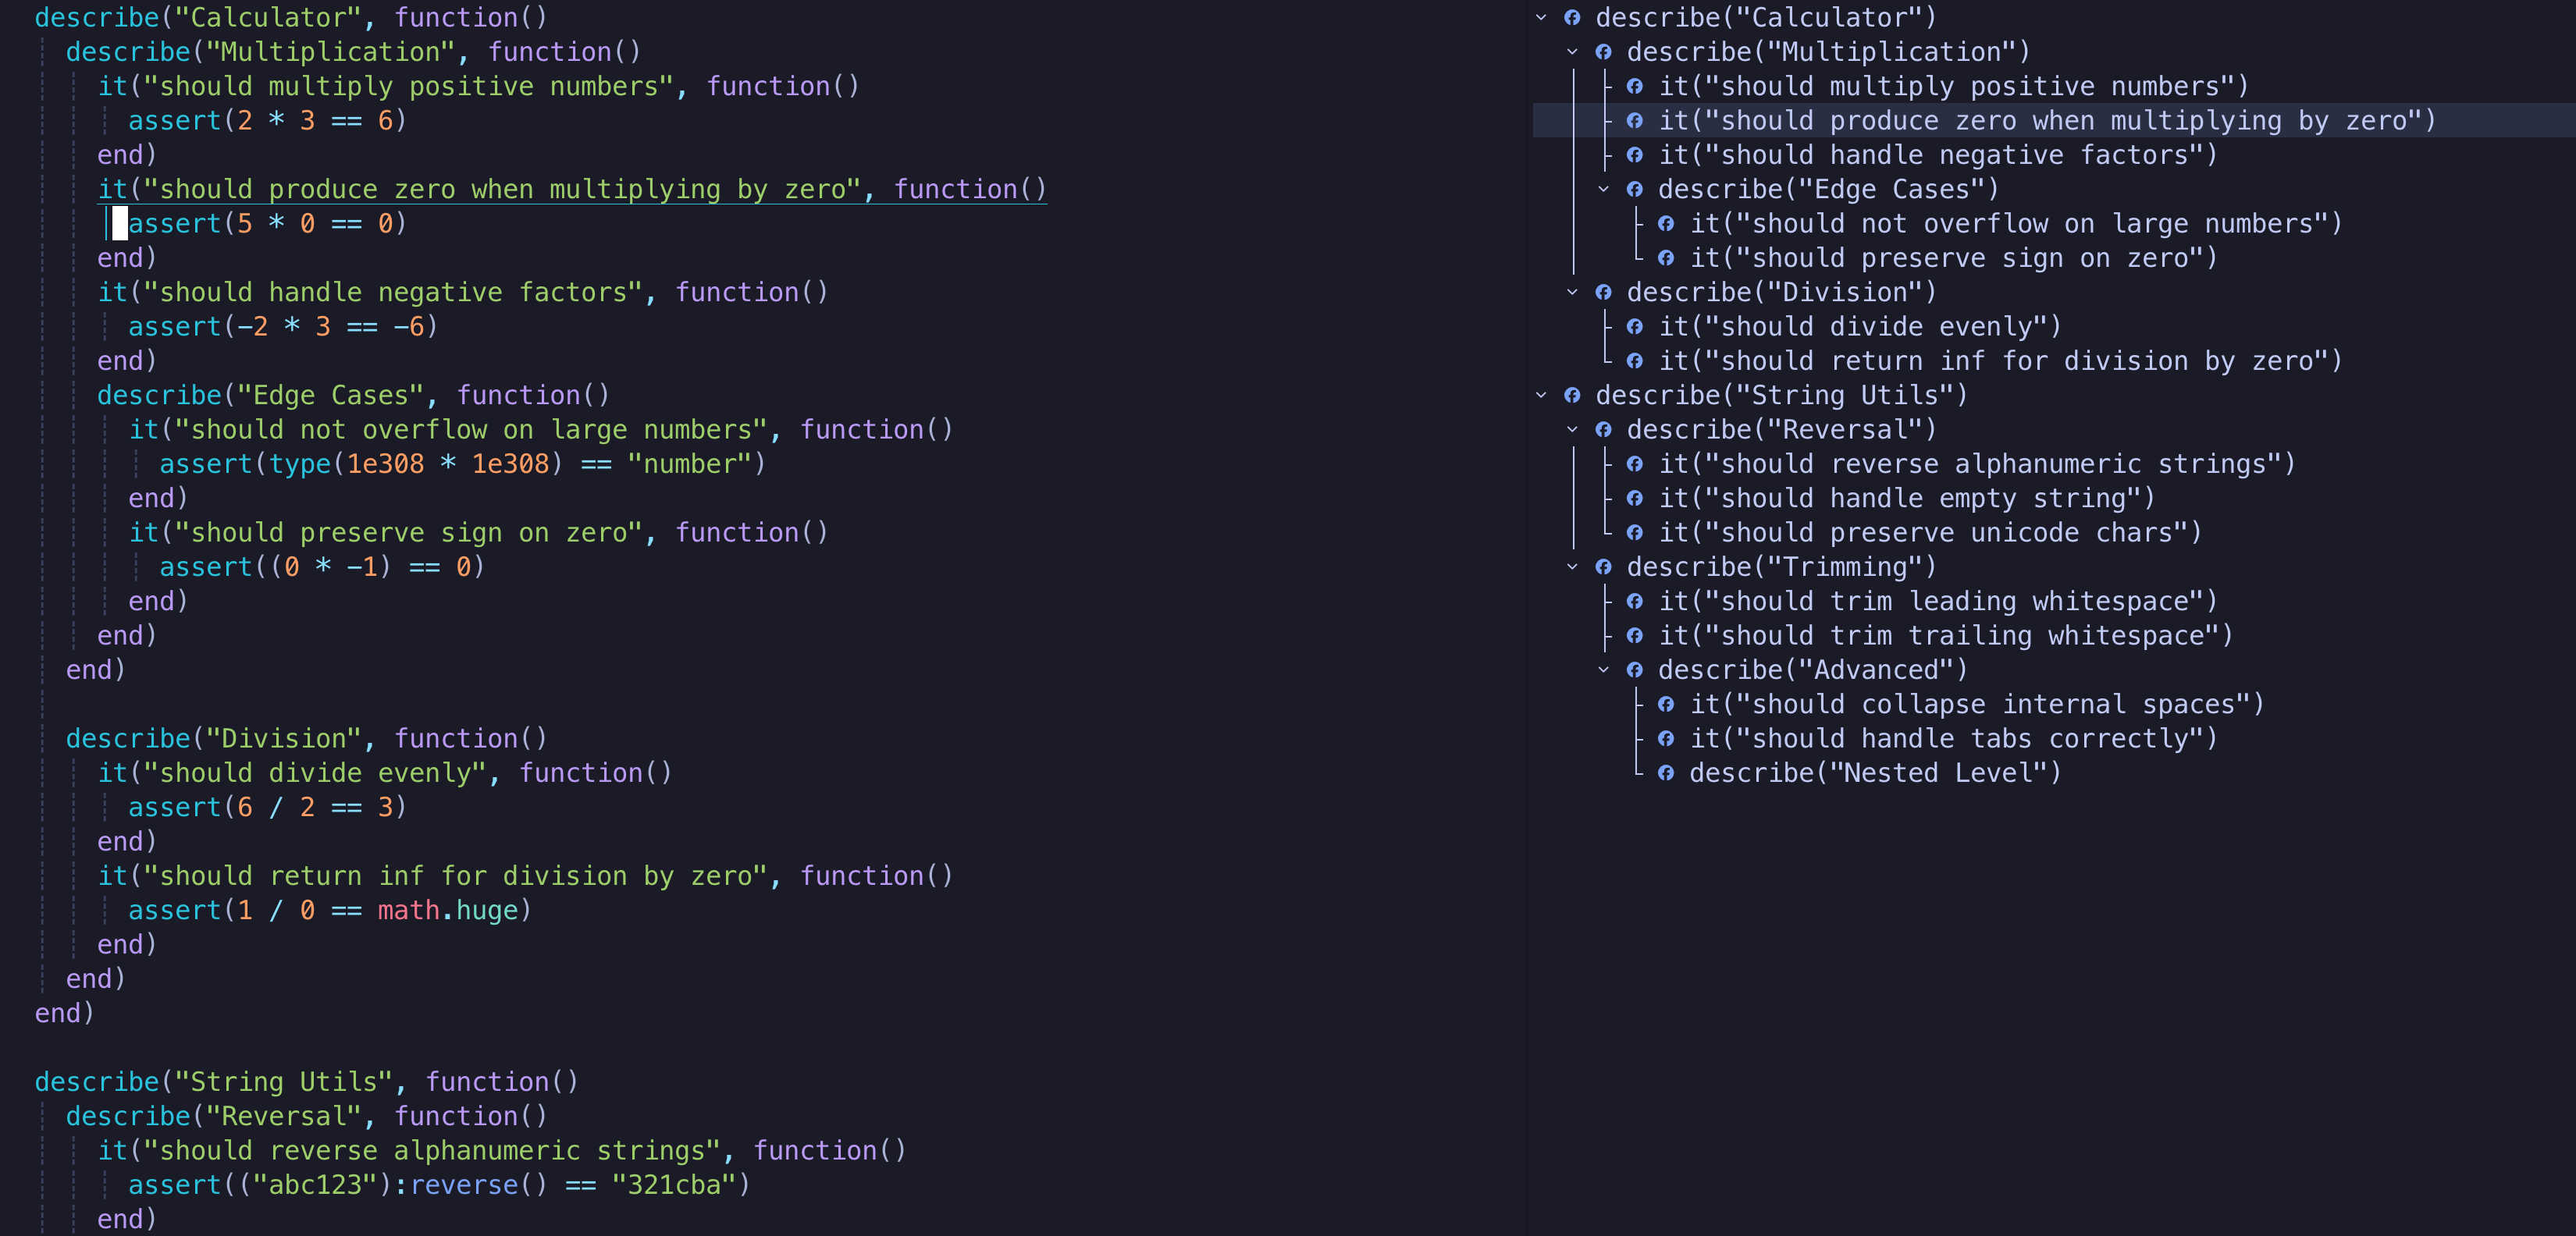 describe("Calculator", function()
  describe("Multiplication", function()
    it("should multiply positive numbers", function()
      assert(2 * 3 == 6)
    end)
    it("should produce zero when multiplying by zero", function()
      assert(5 * 0 == 0)
    end)
    it("should handle negative factors", function()
      assert(-2 * 3 == -6)
    end)
    describe("Edge Cases", function()
      it("should not overflow on large numbers", function()
        assert(type(1e308 * 1e308) == "number")
      end)
      it("should preserve sign on zero", function()
        assert((0 * -1) == 0)
      end)
    end)
  end)

  describe("Division", function()
    it("should divide evenly", function()
      assert(6 / 2 == 3)
    end)
    it("should return inf for division by zero", function()
      assert(1 / 0 == math.huge)
    end)
  end)
end)

describe("String Utils", function()
  describe("Reversal", function()
    it("should reverse alphanumeric strings", function()
      assert(("abc123"):reverse() == "321cba")
    end)
describe("Calculator")
describe("Multiplication")
it("should multiply positive numbers")
it("should produce zero when multiplying by zero")
it("should handle negative factors")
describe("Edge Cases")
it("should not overflow on large numbers")
it("should preserve sign on zero")
describe("Division")
it("should divide evenly")
it("should return inf for division by zero")
describe("String Utils")
describe("Reversal")
it("should reverse alphanumeric strings")
it("should handle empty string")
it("should preserve unicode chars")
describe("Trimming")
it("should trim leading whitespace")
it("should trim trailing whitespace")
describe("Advanced")
it("should collapse internal spaces")
it("should handle tabs correctly")
describe("Nested Level")